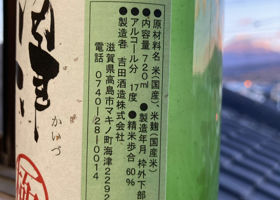 ●原材料名 米(国産)、米麹(国産米)
●内容量 720㎖ ●製造年月 枠外下部
●アルコール分 17度 ●精米歩合 60%
●製造者 吉田酒造株式会社
滋賀県高島市マキノ町海津2292
電話 0740-28-0014
津
かいづ